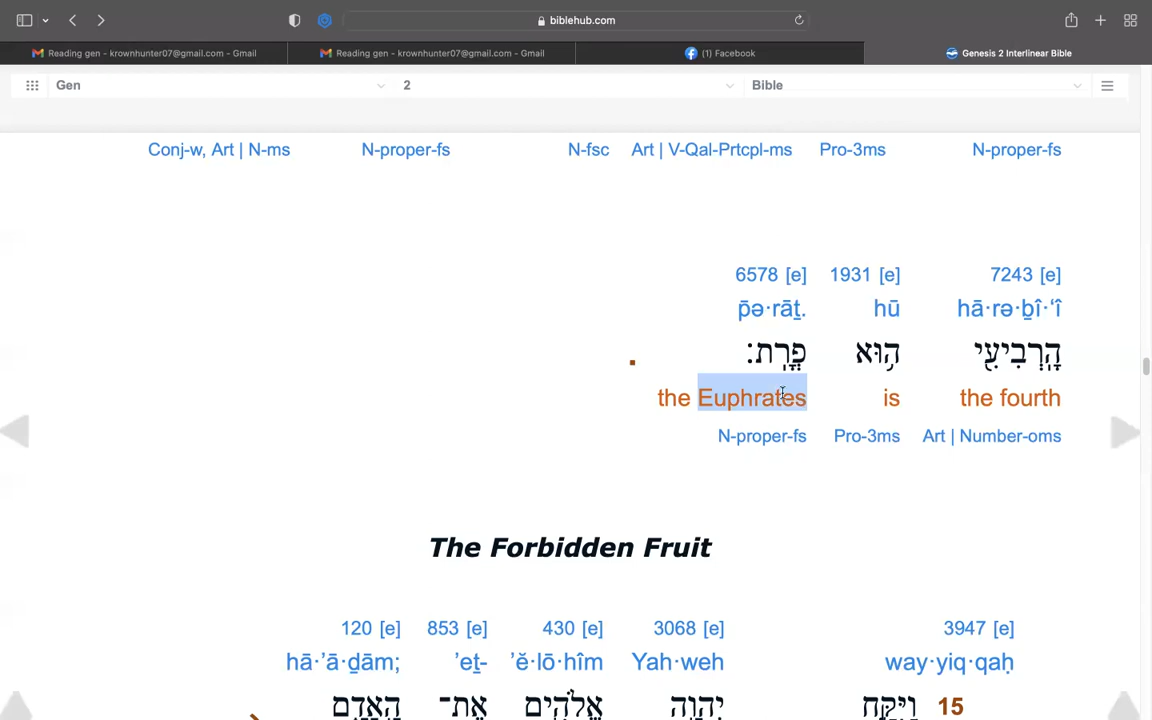 biblehub.com
Reading gen - krownhunter07@gmail.com - Gmail
Reading gen - krownhunter07@gmail.com - Gmail
(1) Facebook
Genesis 2 Interlinear Bible
Gen
2
Bible
Conj-w, Art | N-ms N-proper-fs N-fsc Art | V-Qal-Prtcpl-ms Pro-3ms N-proper-fs
6578 [e] 1931 [e] 7243 [e]
p̄ə·rāṯ. hū hā·rə·ḇî·‘î
הָֽרְבִיעִ֖י ה֥וּא פְרָֽת׃
the Euphrates is the fourth
N-proper-fs Pro-3ms Art | Number-oms
The Forbidden Fruit
120 [e] 853 [e] 430 [e] 3068 [e] 3947 [e]
hā·’ā·ḏām; ’eṯ- ’ĕ·lō·hîm Yah·weh way·yiq·qaḥ
15 וַיִּקַּ֛ח יְהוָ֥ה אֱלֹהִ֖ים אֶת־ הָֽאָדָ֑ם